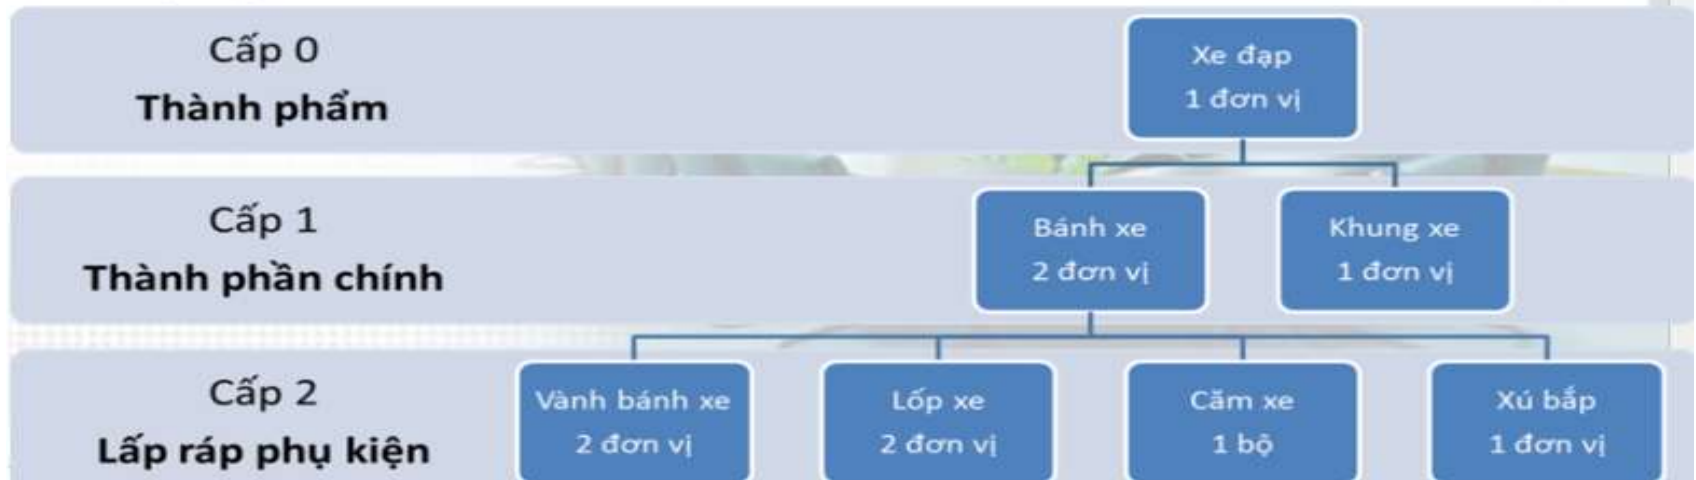 Cấp 0
Thành phẩm
Xe đạp
1 đơn vị
Cấp 1
Thành phần chính
Bánh xe
2 đơn vị
Khung xe
1 đơn vị
Cấp 2
Lấp ráp phụ kiện
Vành bánh xe
2 đơn vị
Lốp xe
2 đơn vị
Căm xe
1 bộ
Xú bắp
1 đơn vị